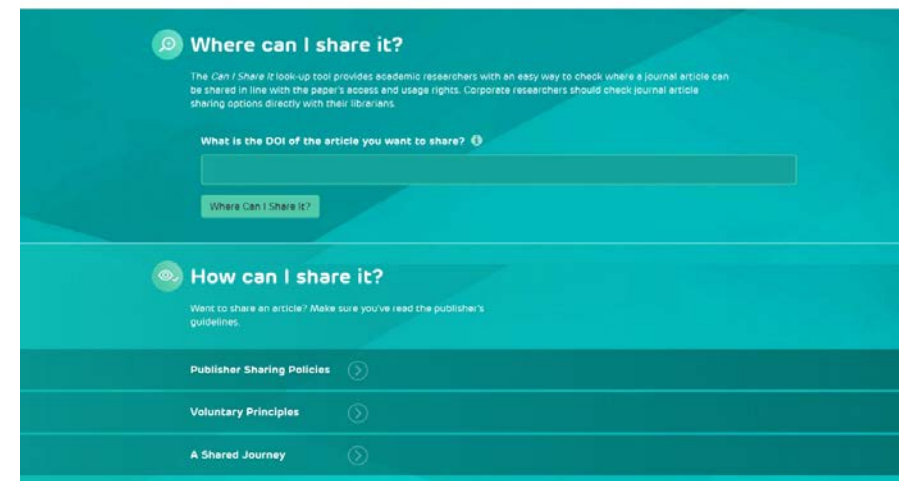 Where can I share it?
The Can I Share It look-up tool provides academic researchers with an easy way to check where a journal article can
be shared in line with the paper's access and usage rights. Corporate researchers should check journal article
sharing options directly with their librarians
What is the DOI of the article you want to share?
Where Can I Share It?
How can I share it?
Want to share an article? Make sure you've read the publisher's
guidelines.
Publisher Sharing Policies
Voluntary Principles
A Shared Journey